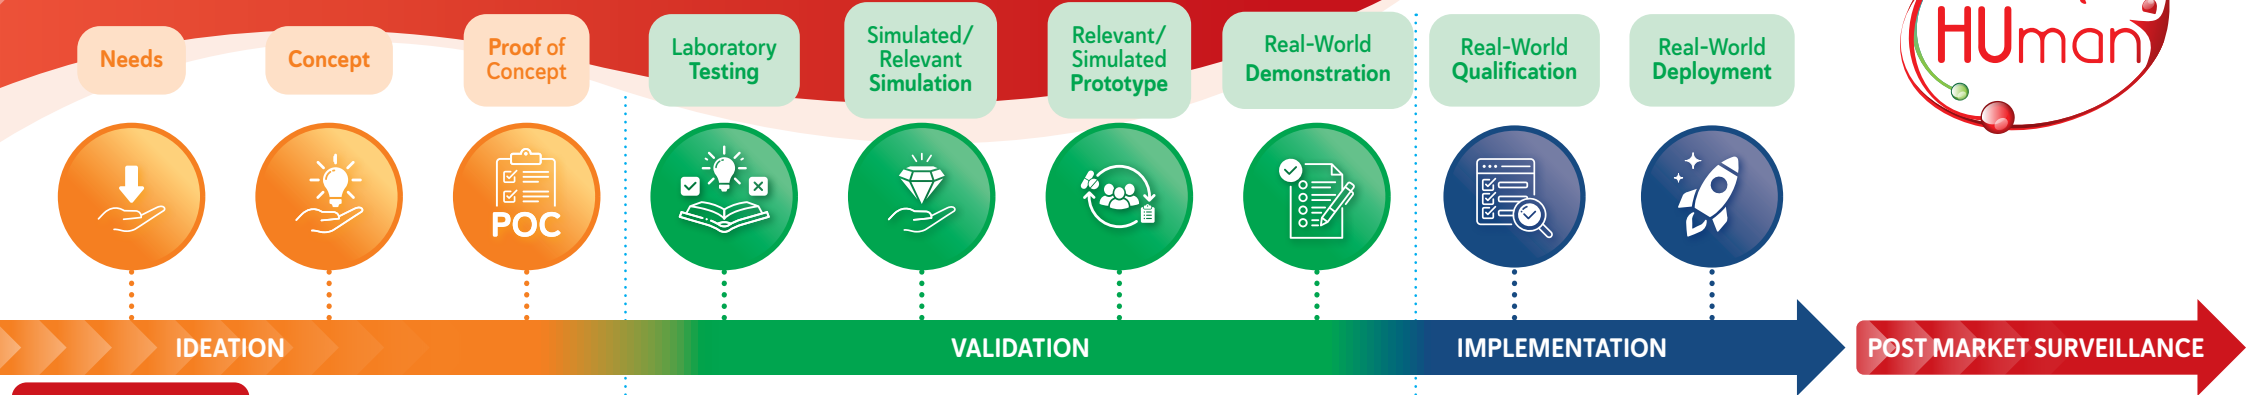 Needs
Concept
Proof of
Concept
Laboratory
Testing
Simulated/
Relevant
Simulation
Relevant/
Simulated
Prototype
Real-World
Demonstration
Real-World
Qualification
Real-World
Deployment
HUman
POC
IDEATION
VALIDATION
IMPLEMENTATION
POST MARKET SURVEILLANCE